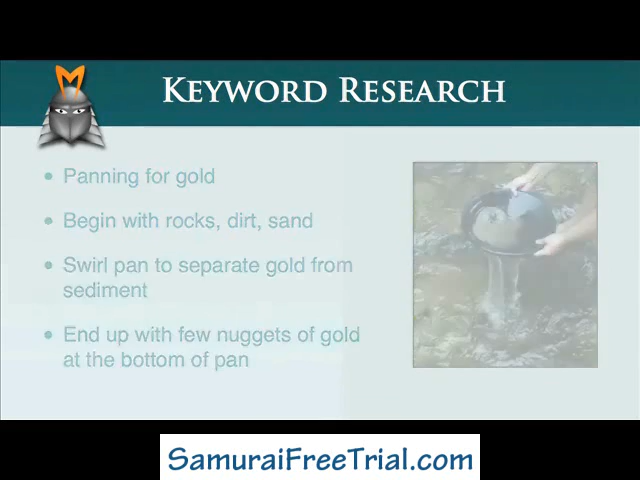 KEYWORD RESEARCH
• Panning for gold
• Begin with rocks, dirt, sand
• Swirl pan to separate gold from
sediment
• End up with few nuggets of gold
at the bottom of pan
SamuraiFreeTrial.com